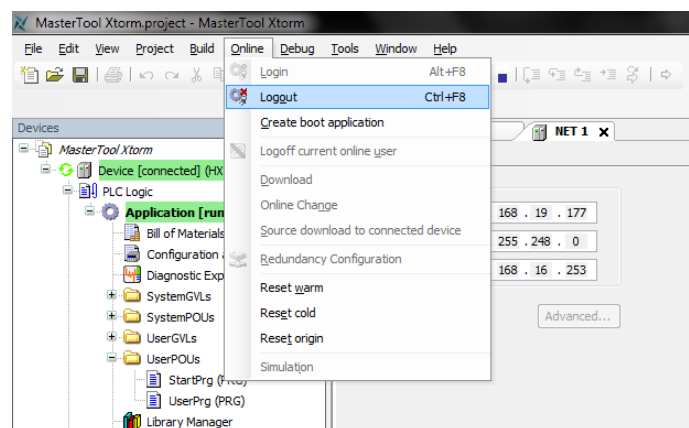 MasterTool Xtorm.project - MasterTool Xtorm
File Edit View Project Build Online Debug Tools Window Help
Login Alt+F8
Logout Ctrl+F8
Create boot application
Logoff current online user
Download
Online Change
Source download to connected device
Redundancy Configuration
Reset warm
Reset cold
Reset origin
Simulation
Devices
MasterTool Xtorm
Device [connected] (HX
PLC Logic
Application [run
Bill of Materials
Configuration
Diagnostic Exp
SystemGVLs
SystemPOUs
UserGVLs
UserPOUs
StartPrg (PRG)
UserPrg (PRG)
Library Manager
NET 1
168 . 19 . 177
255 . 248 . 0
168 . 16 . 253
Advanced...